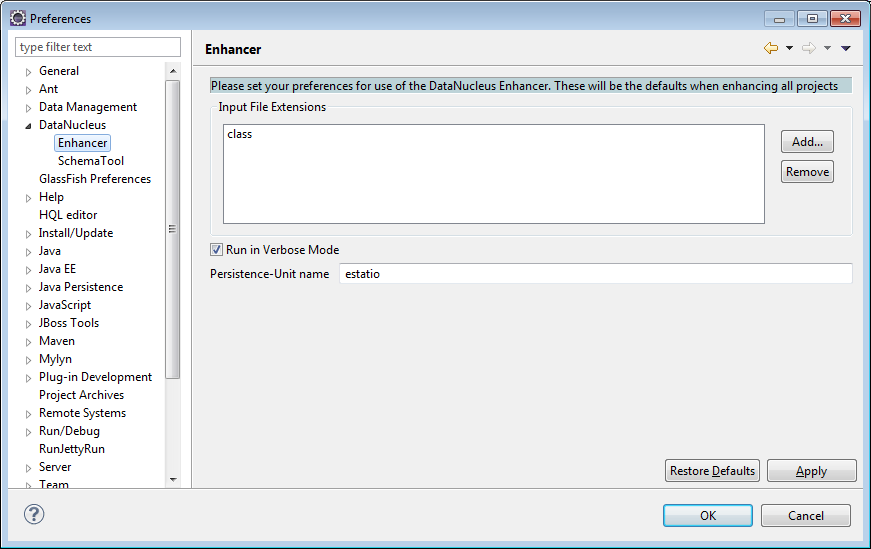 Preferences
type filter text
General
Ant
Data Management
DataNucleus
Enhancer
SchemaTool
GlassFish Preferences
Help
HQL editor
Install/Update
Java
Java EE
Java Persistence
JavaScript
JBoss Tools
Maven
Mylyn
Plug-in Development
Project Archives
Remote Systems
Run/Debug
RunJettyRun
Server
Team
Enhancer
Please set your preferences for use of the DataNucleus Enhancer. These will be the defaults when enhancing all projects
Input File Extensions
class
Add...
Remove
Run in Verbose Mode
Persistence-Unit name estatio
Restore Defaults Apply
OK Cancel